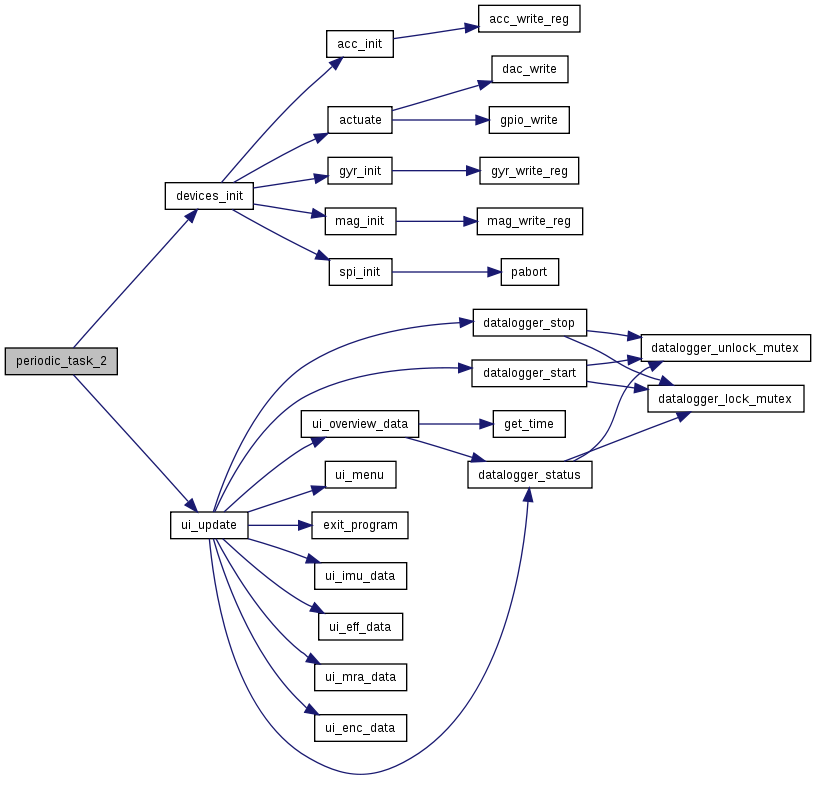 acc_write_reg
acc_init
dac_write
actuate
gpio_write
gyr_init
gyr_write_reg
devices_init
mag_init
mag_write_reg
spi_init
pabort
datalogger_stop
datalogger_unlock_mutex
periodic_task_2
datalogger_start
datalogger_lock_mutex
ui_overview_data
get_time
ui_menu
datalogger_status
ui_update
exit_program
ui_imu_data
ui_eff_data
ui_mra_data
ui_enc_data